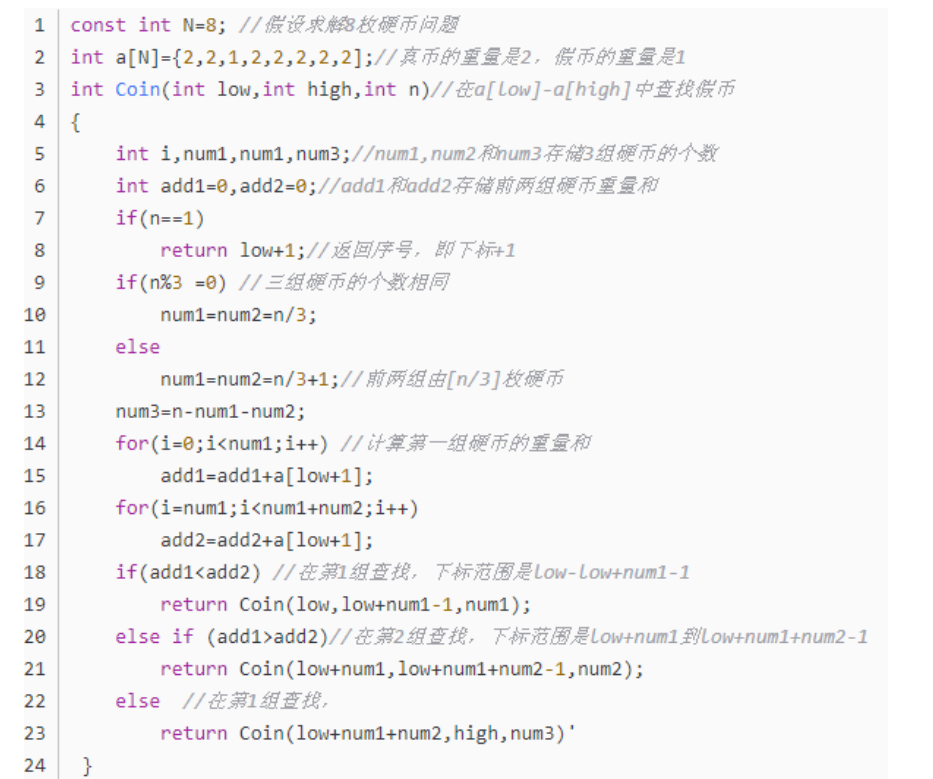 1 const int N=8; //假设求解8枚硬币问题
2 int a[N]={2,2,1,2,2,2,2,2};//真币的重量是2，假币的重量是1
3 int Coin(int low,int high,int n)//在a[low]-a[high]中查找假币
4 {
5 int i,num1,num1,num3;//num1,num2和num3存储3组硬币的个数
6 int add1=0,add2=0;//add1和add2存储前两组硬币重量和
7 if(n==1)
8 return low+1;//返回序号，即下标+1
9 if(n%3 =0) //三组硬币的个数相同
10 num1=num2=n/3;
11 else
12 num1=num2=n/3+1;//前两组由[n/3]枚硬币
13 num3=n-num1-num2;
14 for(i=0;i<num1;i++) //计算第一组硬币的重量和
15 add1=add1+a[low+1];
16 for(i=num1;i<num1+num2;i++)
17 add2=add2+a[low+1];
18 if(add1<add2) //在第1组查找，下标范围是low-low+num1-1
19 return Coin(low,low+num1-1,num1);
20 else if (add1>add2)//在第2组查找，下标范围是low+num1到low+num1+num2-1
21 return Coin(low+num1,low+num1+num2-1,num2);
22 else //在第1组查找，
23 return Coin(low+num1+num2,high,num3)'
24 }